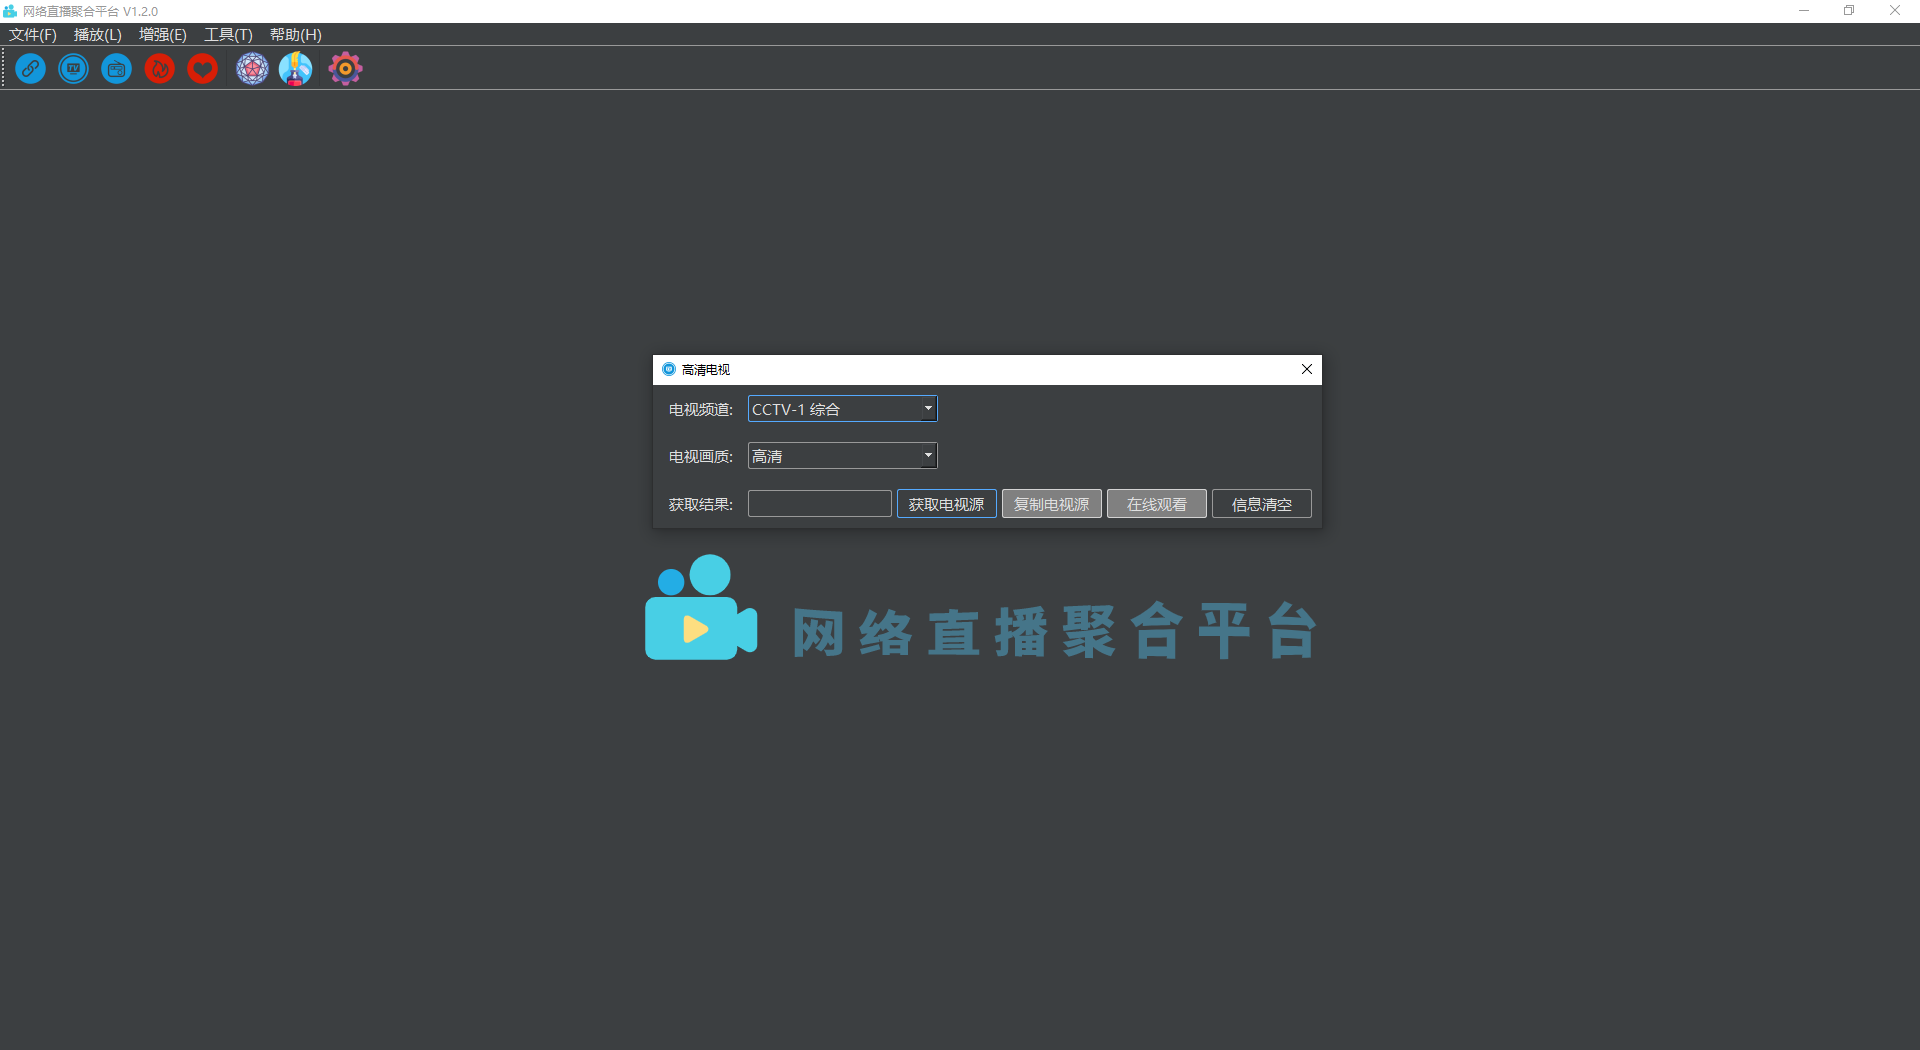 网络直播聚合平台 V1.2.0
文件(F) 播放(L) 增强(E) 工具(T) 帮助(H)
TV
高清电视
电视频道: CCTV-1 综合
电视画质: 高清
获取结果: 获取电视源 复制电视源 在线观看 信息清空
网络直播聚合平台